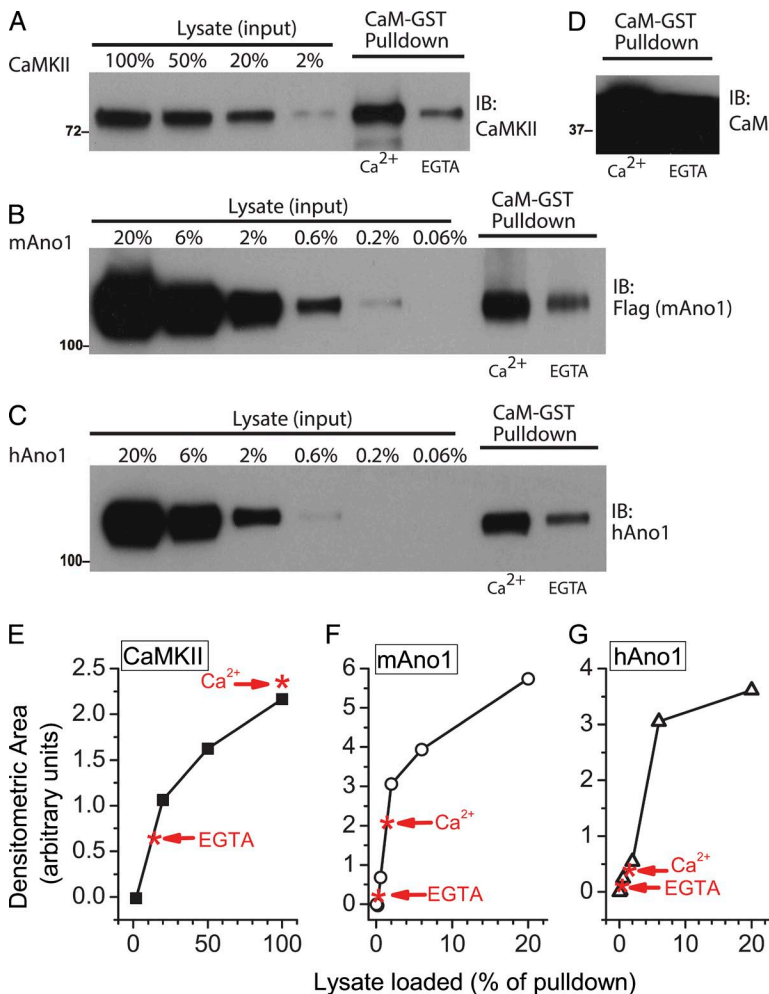 A
Lysate (input)
CaM-GST
Pulldown
CaMKII
100% 50% 20% 2%
72
IB:
CaMKII
Ca2+ EGTA
D
CaM-GST
Pulldown
37
IB:
CaM
Ca2+ EGTA
B
Lysate (input)
CaM-GST
Pulldown
mAno1
20% 6% 2% 0.6% 0.2% 0.06%
IB:
Flag (mAno1)
100
Ca2+ EGTA
C
Lysate (input)
CaM-GST
Pulldown
hAno1
20% 6% 2% 0.6% 0.2% 0.06%
IB:
hAno1
100
Ca2+ EGTA
E
CaMKII
Densitometric Area
(arbitrary units)
2.5
2.0
1.5
1.0
0.5
0.0
Ca2+ *
* EGTA
0 50 100
F
mAno1
6
5
4
3
2
1
0
* Ca2+
* EGTA
0 10 20
G
hAno1
4
3
2
1
0
* Ca2+
* EGTA
0 10 20
Lysate loaded (% of pulldown)